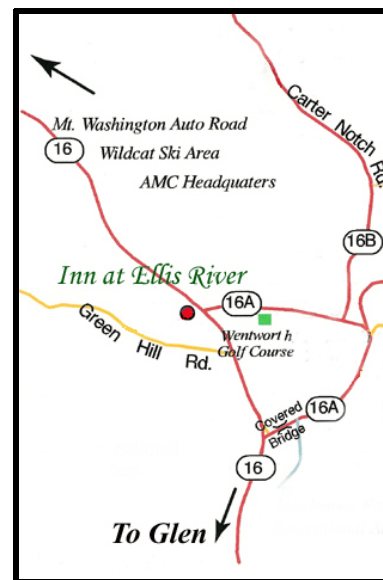 Carter Notch Rd.
Mt. Washington Auto Road
16
Wildcat Ski Area
AMC Headquaters
16B
Inn at Ellis River
16A
Green Hill Rd.
Wentworth
Golf Course
Covered
Bridge
16A
16
To Glen